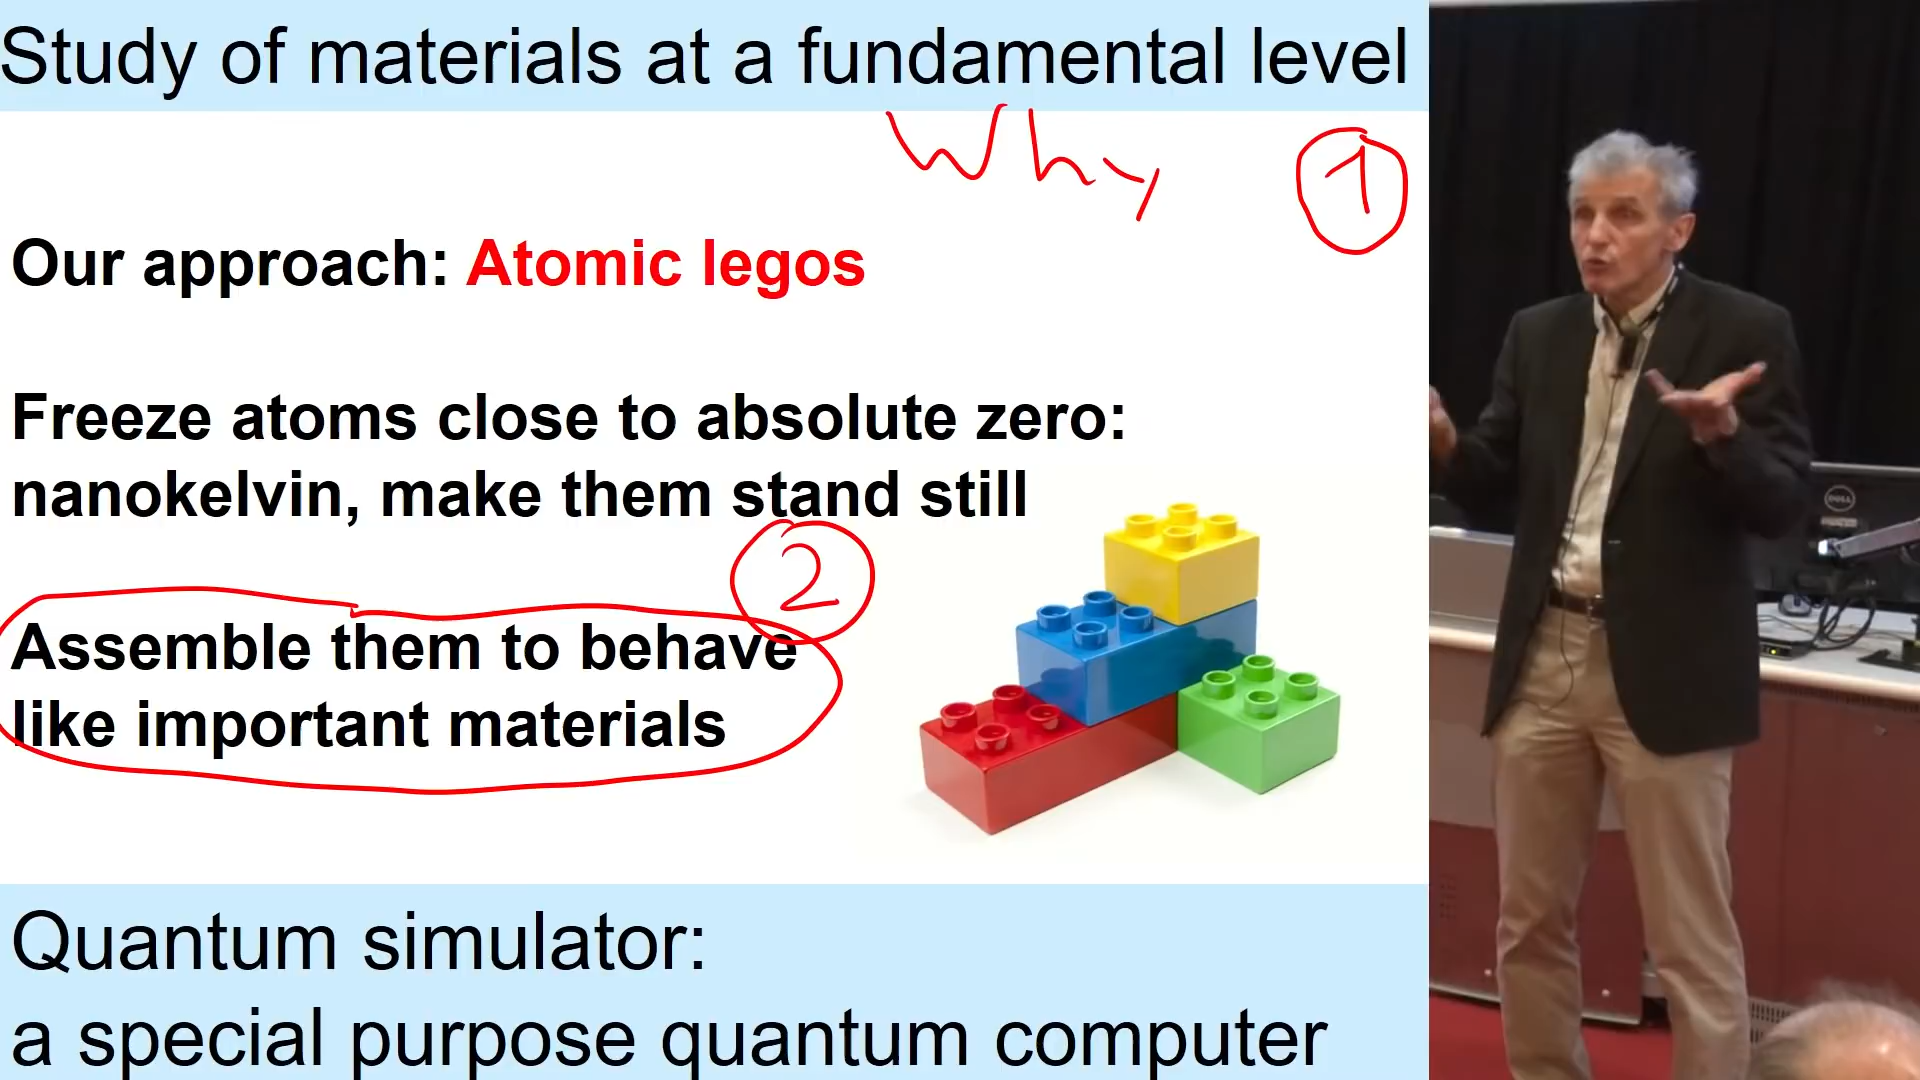 Study of materials at a fundamental level
Why
1
Our approach: Atomic legos
Freeze atoms close to absolute zero:
nanokelvin, make them stand still
2
Assemble them to behave
like important materials
Quantum simulator:
a special purpose quantum computer
DELL